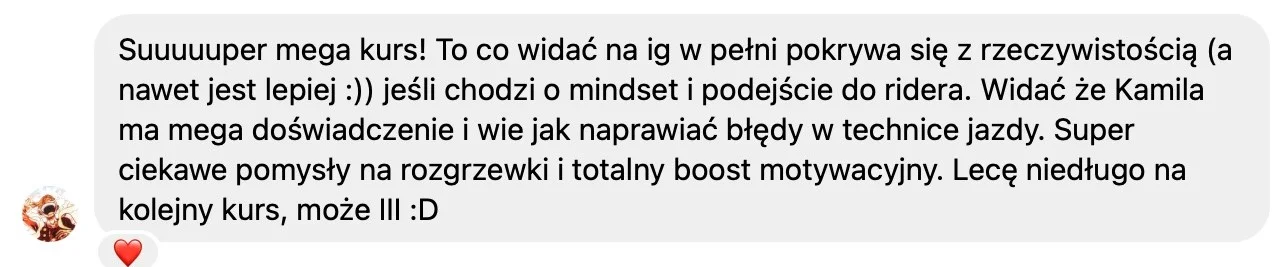 Suuuuuper mega kurs! To co widać na ig w pełni pokrywa się z rzeczywistością (a
nawet jest lepiej :)) jeśli chodzi o mindset i podejście do ridera. Widać że Kamila
ma mega doświadczenie i wie jak naprawiać błędy w technice jazdy. Super
ciekawe pomysły na rozgrzewki i totalny boost motywacyjny. Lecę niedługo na
kolejny kurs, może III :D